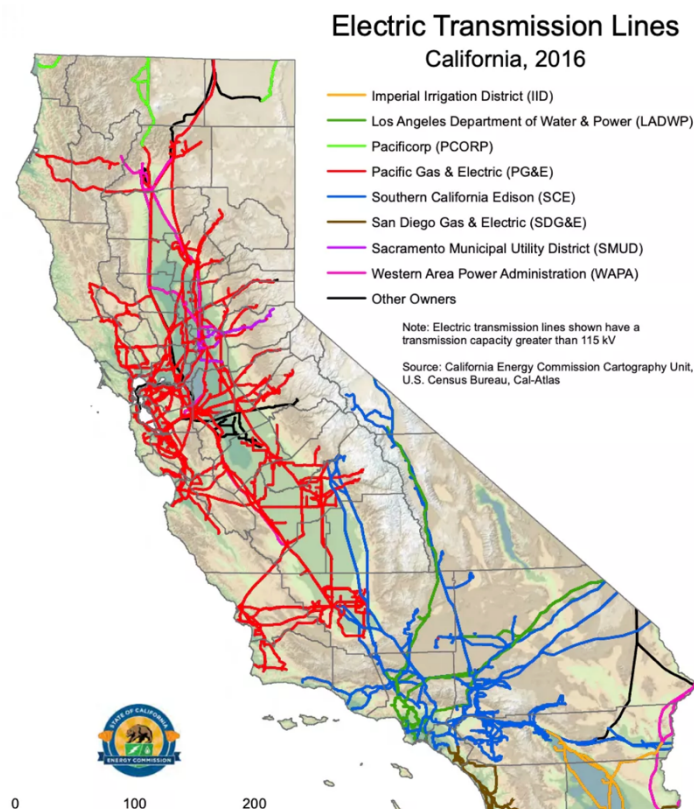 Electric Transmission Lines
California, 2016
Imperial Irrigation District (IID)
Los Angeles Department of Water & Power (LADWP)
Pacificorp (PCORP)
Pacific Gas & Electric (PG&E)
Southern California Edison (SCE)
San Diego Gas & Electric (SDG&E)
Sacramento Municipal Utility District (SMUD)
Western Area Power Administration (WAPA)
Other Owners
Note: Electric transmission lines shown have a
transmission capacity greater than 115 kV
Source: California Energy Commission Cartography Unit,
U.S. Census Bureau, Cal-Atlas
STATE OF CALIFORNIA
ENERGY COMMISSION
0 100 200